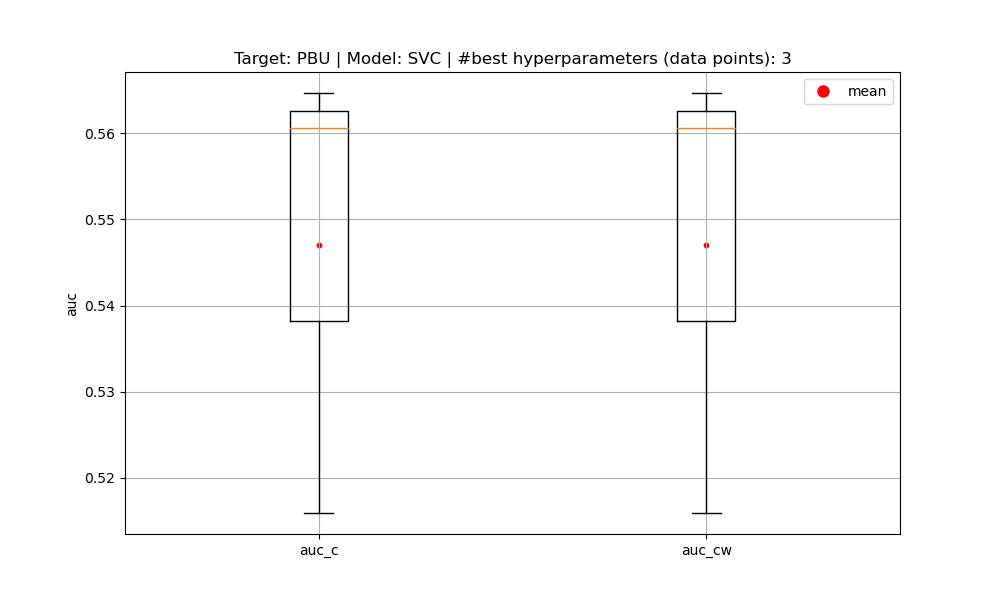 Target: PBU | Model: SVC | #best hyperparameters (data points): 3
mean
0.56
0.55
0.54
0.53
0.52
auc
auc_c
auc_cw